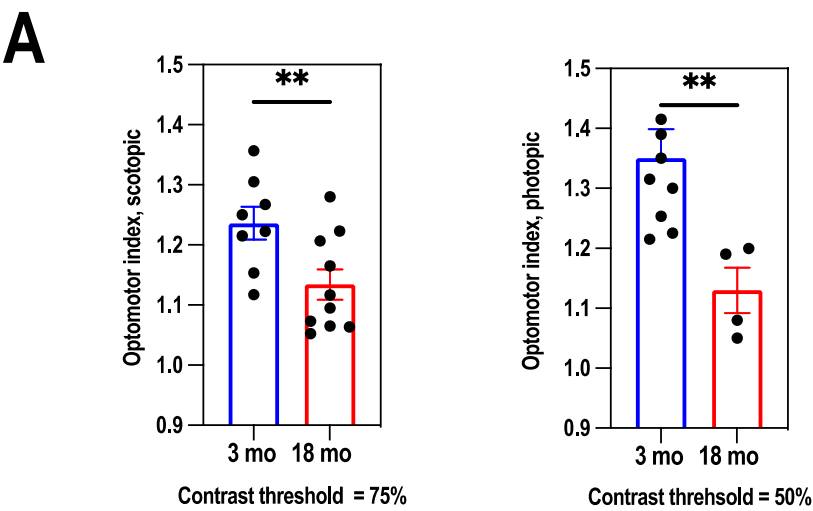 A
Optomotor index, scotopic
1.5
1.4
1.3
1.2
1.1
1.0
0.9
**
3 mo 18 mo
Contrast threshold = 75%
Optomotor index, photopic
1.5
1.4
1.3
1.2
1.1
1.0
0.9
**
3 mo 18 mo
Contrast threhsold = 50%